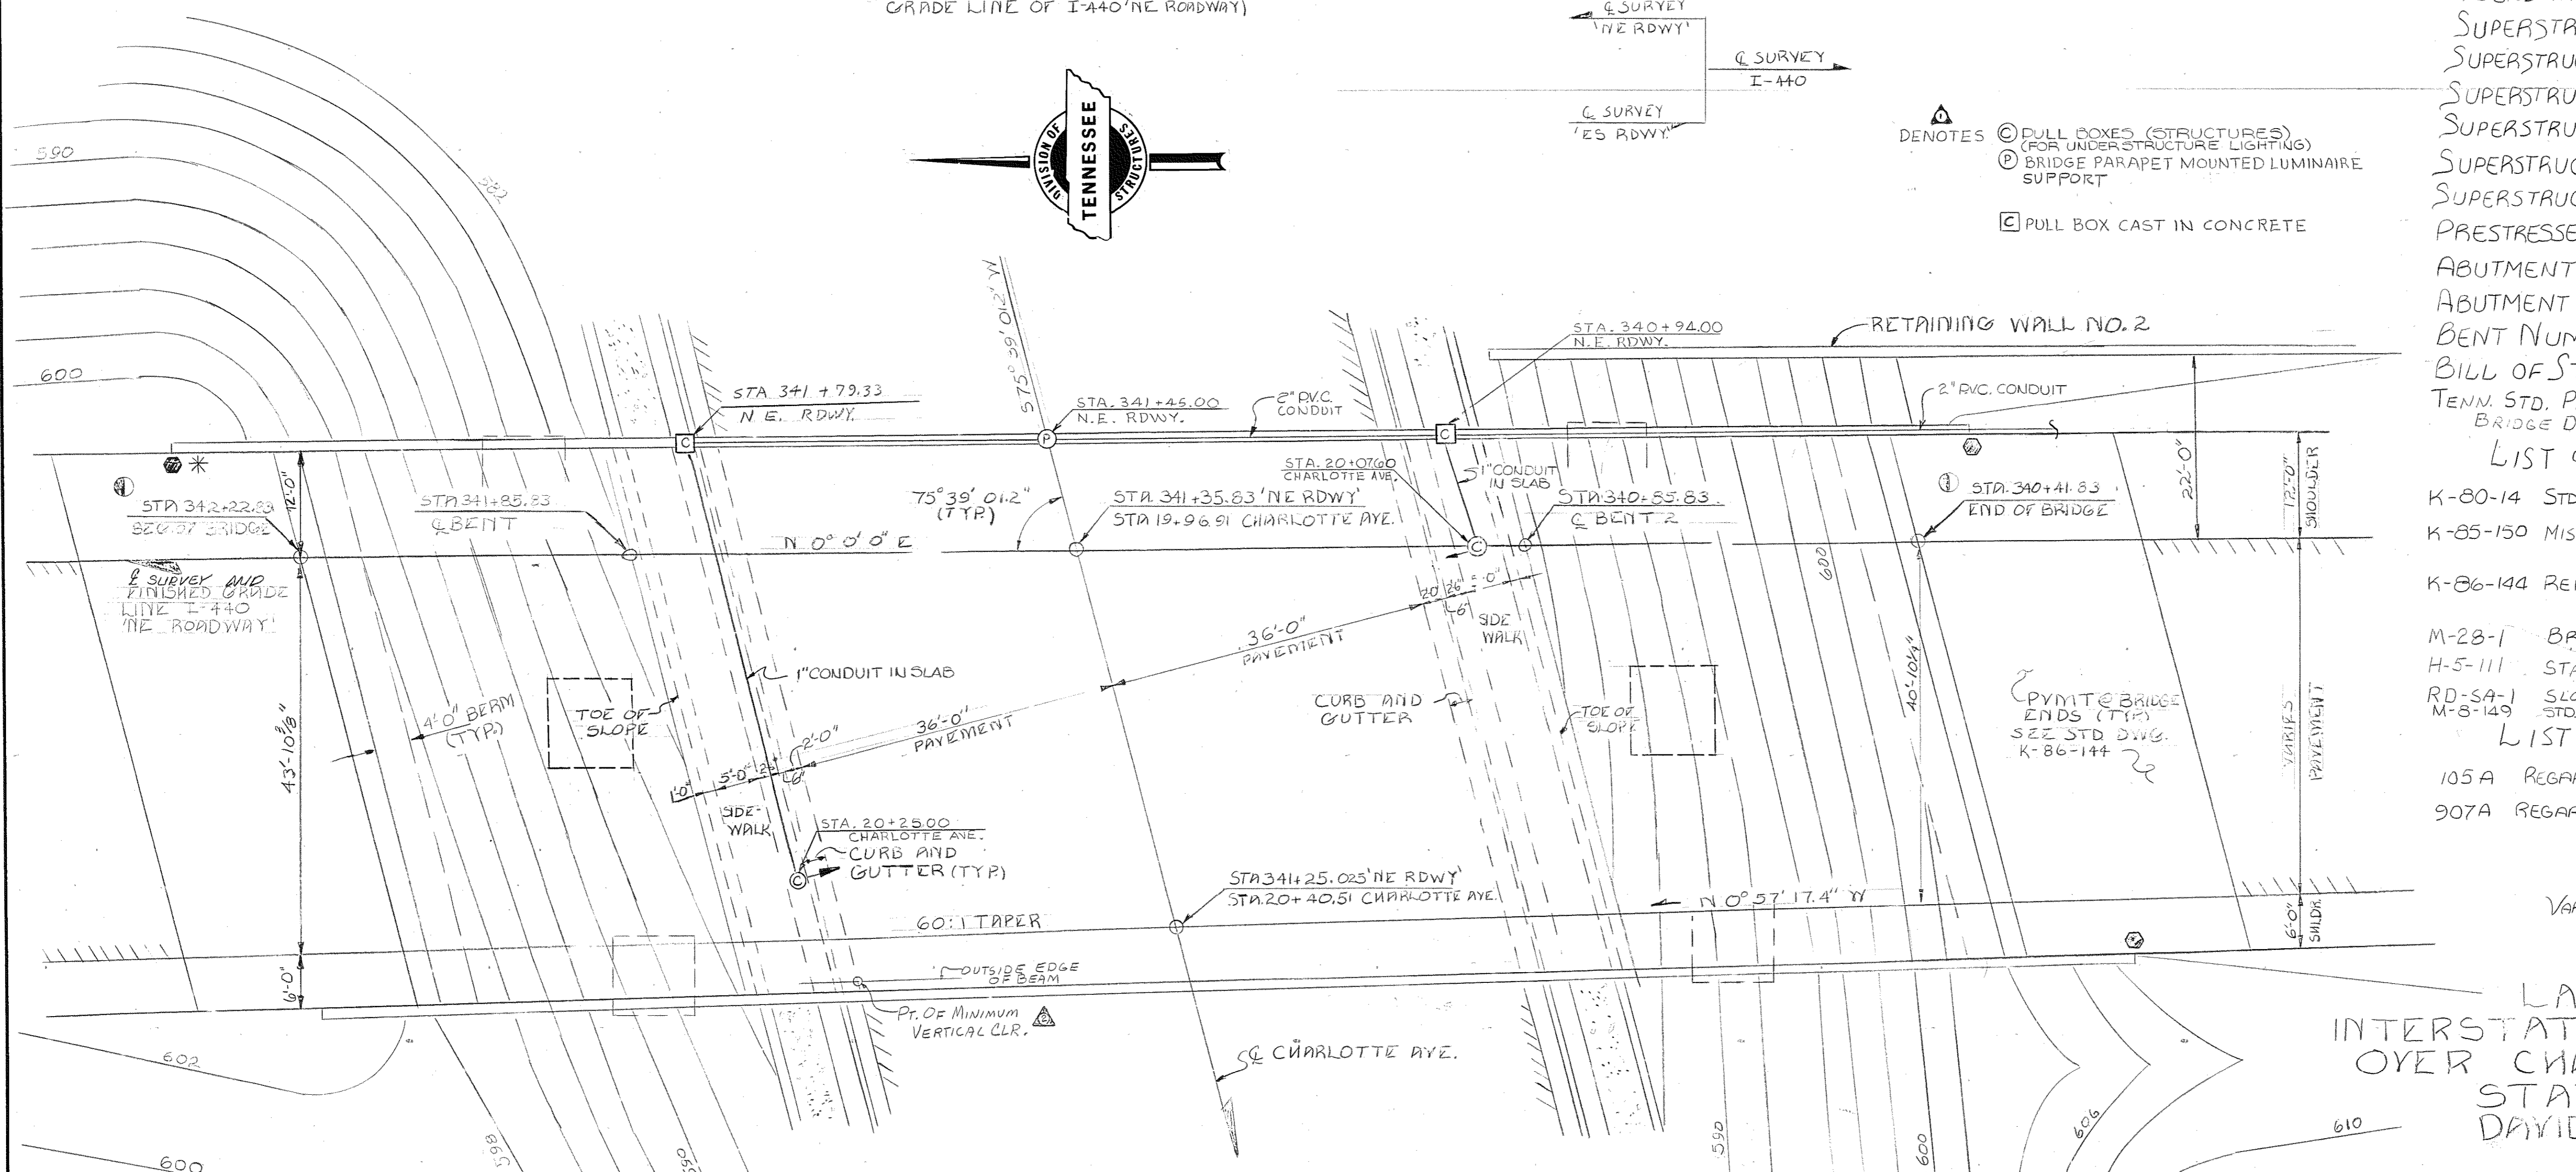 GRADE LINE OF I-440 'NE ROADWAY)
℄ SURVEY
'NE RDWY'
℄ SURVEY
I-440
℄ SURVEY
'ES RDWY.'
DIVISION OF
TENNESSEE
STRUCTURES
1
DENOTES Ⓒ PULL BOXES (STRUCTURES)
(FOR UNDERSTRUCTURE LIGHTING)
Ⓟ BRIDGE PARAPET MOUNTED LUMINAIRE
SUPPORT
C PULL BOX CAST IN CONCRETE
590
582
600
S 75° 39' 01.2" W
STA 341 + 79.33
N.E. RDWY.
STA. 341+45.00
N.E. RDWY.
2" P.V.C.
CONDUIT
STA. 340+94.00
N.E. RDWY.
RETAINING WALL NO. 2
2" P.V.C. CONDUIT
C
P
C
12'-0"
22'-0"
12'-0"
SHOULDER
STA 342+22.83
BEG. OF BRIDGE
STA 341+85.83
℄ BENT
75° 39' 01.2"
(TYP.)
STA. 341+35.83 'NE RDWY'
STA 19+96.91 CHARLOTTE AVE.
STA. 20+07.60
CHARLOTTE AVE.
1" CONDUIT
IN SLAB
STA 340+85.83
℄ BENT 2
STA. 340+41.83
END OF BRIDGE
N 0° 0' 0" E
C
℄ SURVEY AND
FINISHED GRADE
LINE I-440
'NE ROADWAY'
600
SIDE
WALK
36'-0"
PAVEMENT
1" CONDUIT IN SLAB
4'-0" BERM
(TYP.)
TOE OF
SLOPE
36'-0"
PAVEMENT
CURB AND
GUTTER
TOE OF
SLOPE
40'-10¼"
PVMT @ BRIDGE
ENDS (TYP)
SEE STD DWG.
K-86-144
VARIES
PAVEMENT
43'-10⅜"
1'-0"
5'-0"
2'-0"
SIDE-
WALK
STA. 20+25.00
CHARLOTTE AVE.
CURB AND
GUTTER (TYP.)
C
STA 341+25.025 'NE RDWY'
STA. 20+40.51 CHARLOTTE AVE.
N 0° 57' 17.4" W
60:1 TAPER
6'-0"
6'-0"
SHLDR.
OUTSIDE EDGE
OF BEAM
PT. OF MINIMUM
VERTICAL CLR.
2
℄ CHARLOTTE AVE.
602
600
598
590
600
606
610
SUPERSTR
SUPERSTRU
SUPERSTRU
SUPERSTRU
SUPERSTRUC
SUPERSTRUC
PRESTRESSE
ABUTMENT
ABUTMENT
BENT NUM
BILL OF ST
TENN. STD. P
BRIDGE D
LIST
K-80-14 STD
K-85-150 MIS
K-86-144 REI
M-28-1 BR
H-5-111 STA
RD-SA-1 SLO
M-8-149 STD.
LIST
105A REGAR
907A REGAR
VAR
LA
INTERSTAT
OVER CHA
STA
DAVID